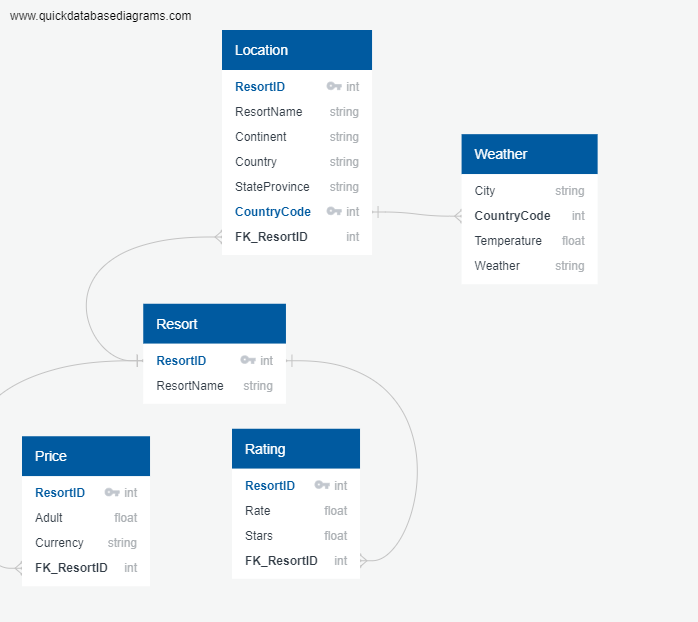 www.quickdatabasediagrams.com
Location
ResortID int
ResortName string
Continent string
Country string
StateProvince string
CountryCode int
FK_ResortID int
Weather
City string
CountryCode int
Temperature float
Weather string
Resort
ResortID int
ResortName string
Price
ResortID int
Adult float
Currency string
FK_ResortID int
Rating
ResortID int
Rate float
Stars float
FK_ResortID int